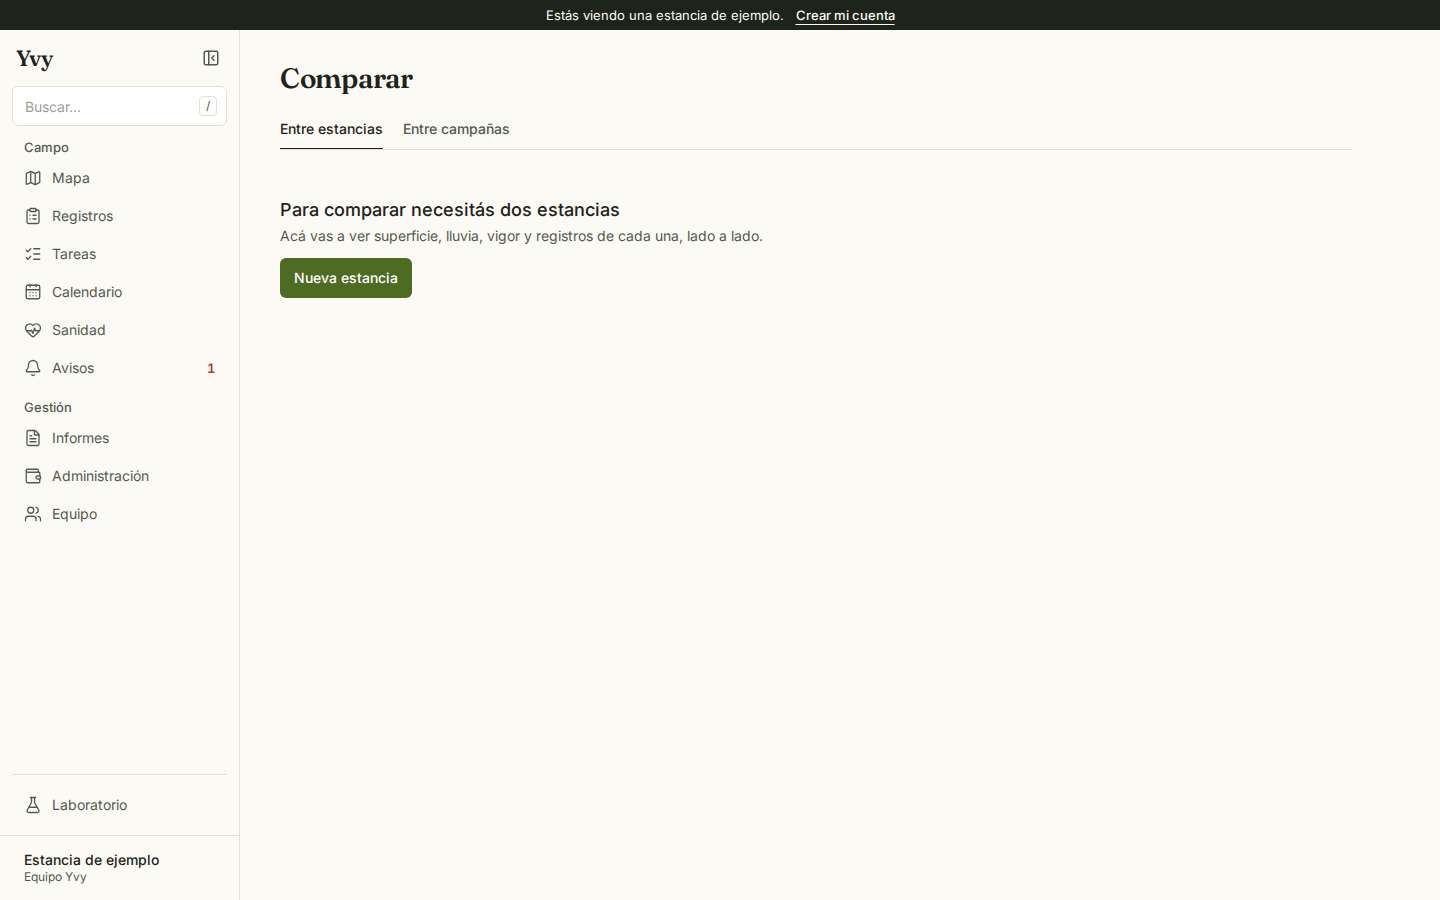 Estás viendo una estancia de ejemplo. Crear mi cuenta
Yvy
Buscar... /
Campo
Mapa
Registros
Tareas
Calendario
Sanidad
Avisos 1
Gestión
Informes
Administración
Equipo
Laboratorio
Estancia de ejemplo
Equipo Yvy
Comparar
Entre estancias Entre campañas
Para comparar necesitás dos estancias
Acá vas a ver superficie, lluvia, vigor y registros de cada una, lado a lado.
Nueva estancia